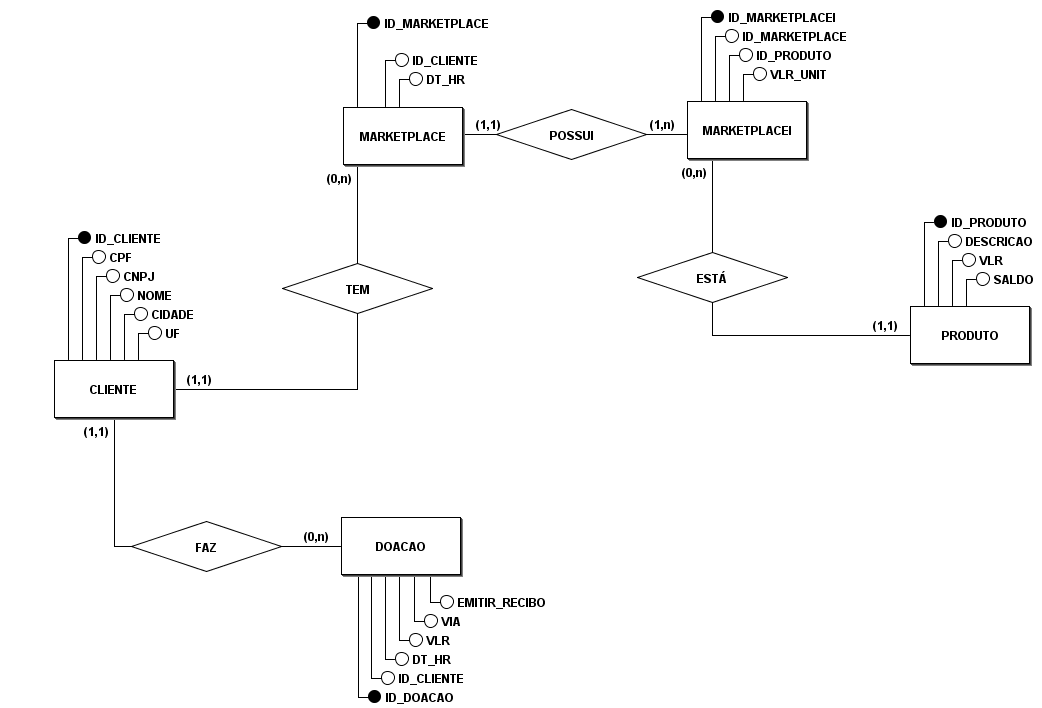 ID_MARKETPLACE
ID_CLIENTE
DT_HR
MARKETPLACE
(1,1)
POSSUI
(1,n)
ID_MARKETPLACEI
ID_MARKETPLACE
ID_PRODUTO
VLR_UNIT
MARKETPLACEI
(0,n)
(0,n)
TEM
ESTÁ
ID_PRODUTO
DESCRICAO
VLR
SALDO
(1,1)
PRODUTO
ID_CLIENTE
CPF
CNPJ
NOME
CIDADE
UF
CLIENTE
(1,1)
(1,1)
FAZ
(0,n)
DOACAO
EMITIR_RECIBO
VIA
VLR
DT_HR
ID_CLIENTE
ID_DOACAO